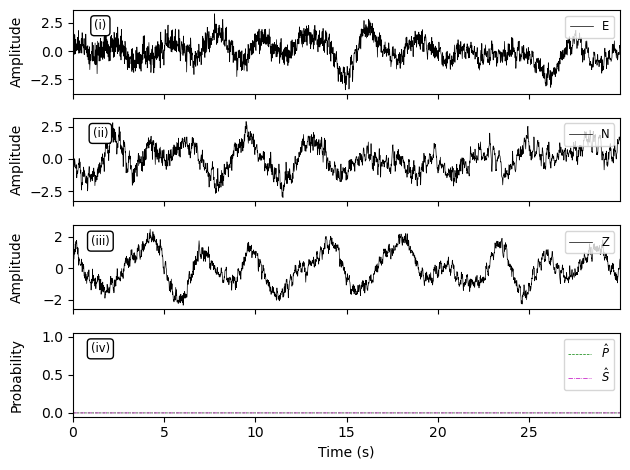 Amplitude
2.5
0.0
−2.5
(i)
E
Amplitude
2.5
0.0
−2.5
(ii)
N
Amplitude
2
0
−2
(iii)
Z
Probability
1.0
0.5
0.0
(iv)
P̂
Ŝ
0 5 10 15 20 25
Time (s)